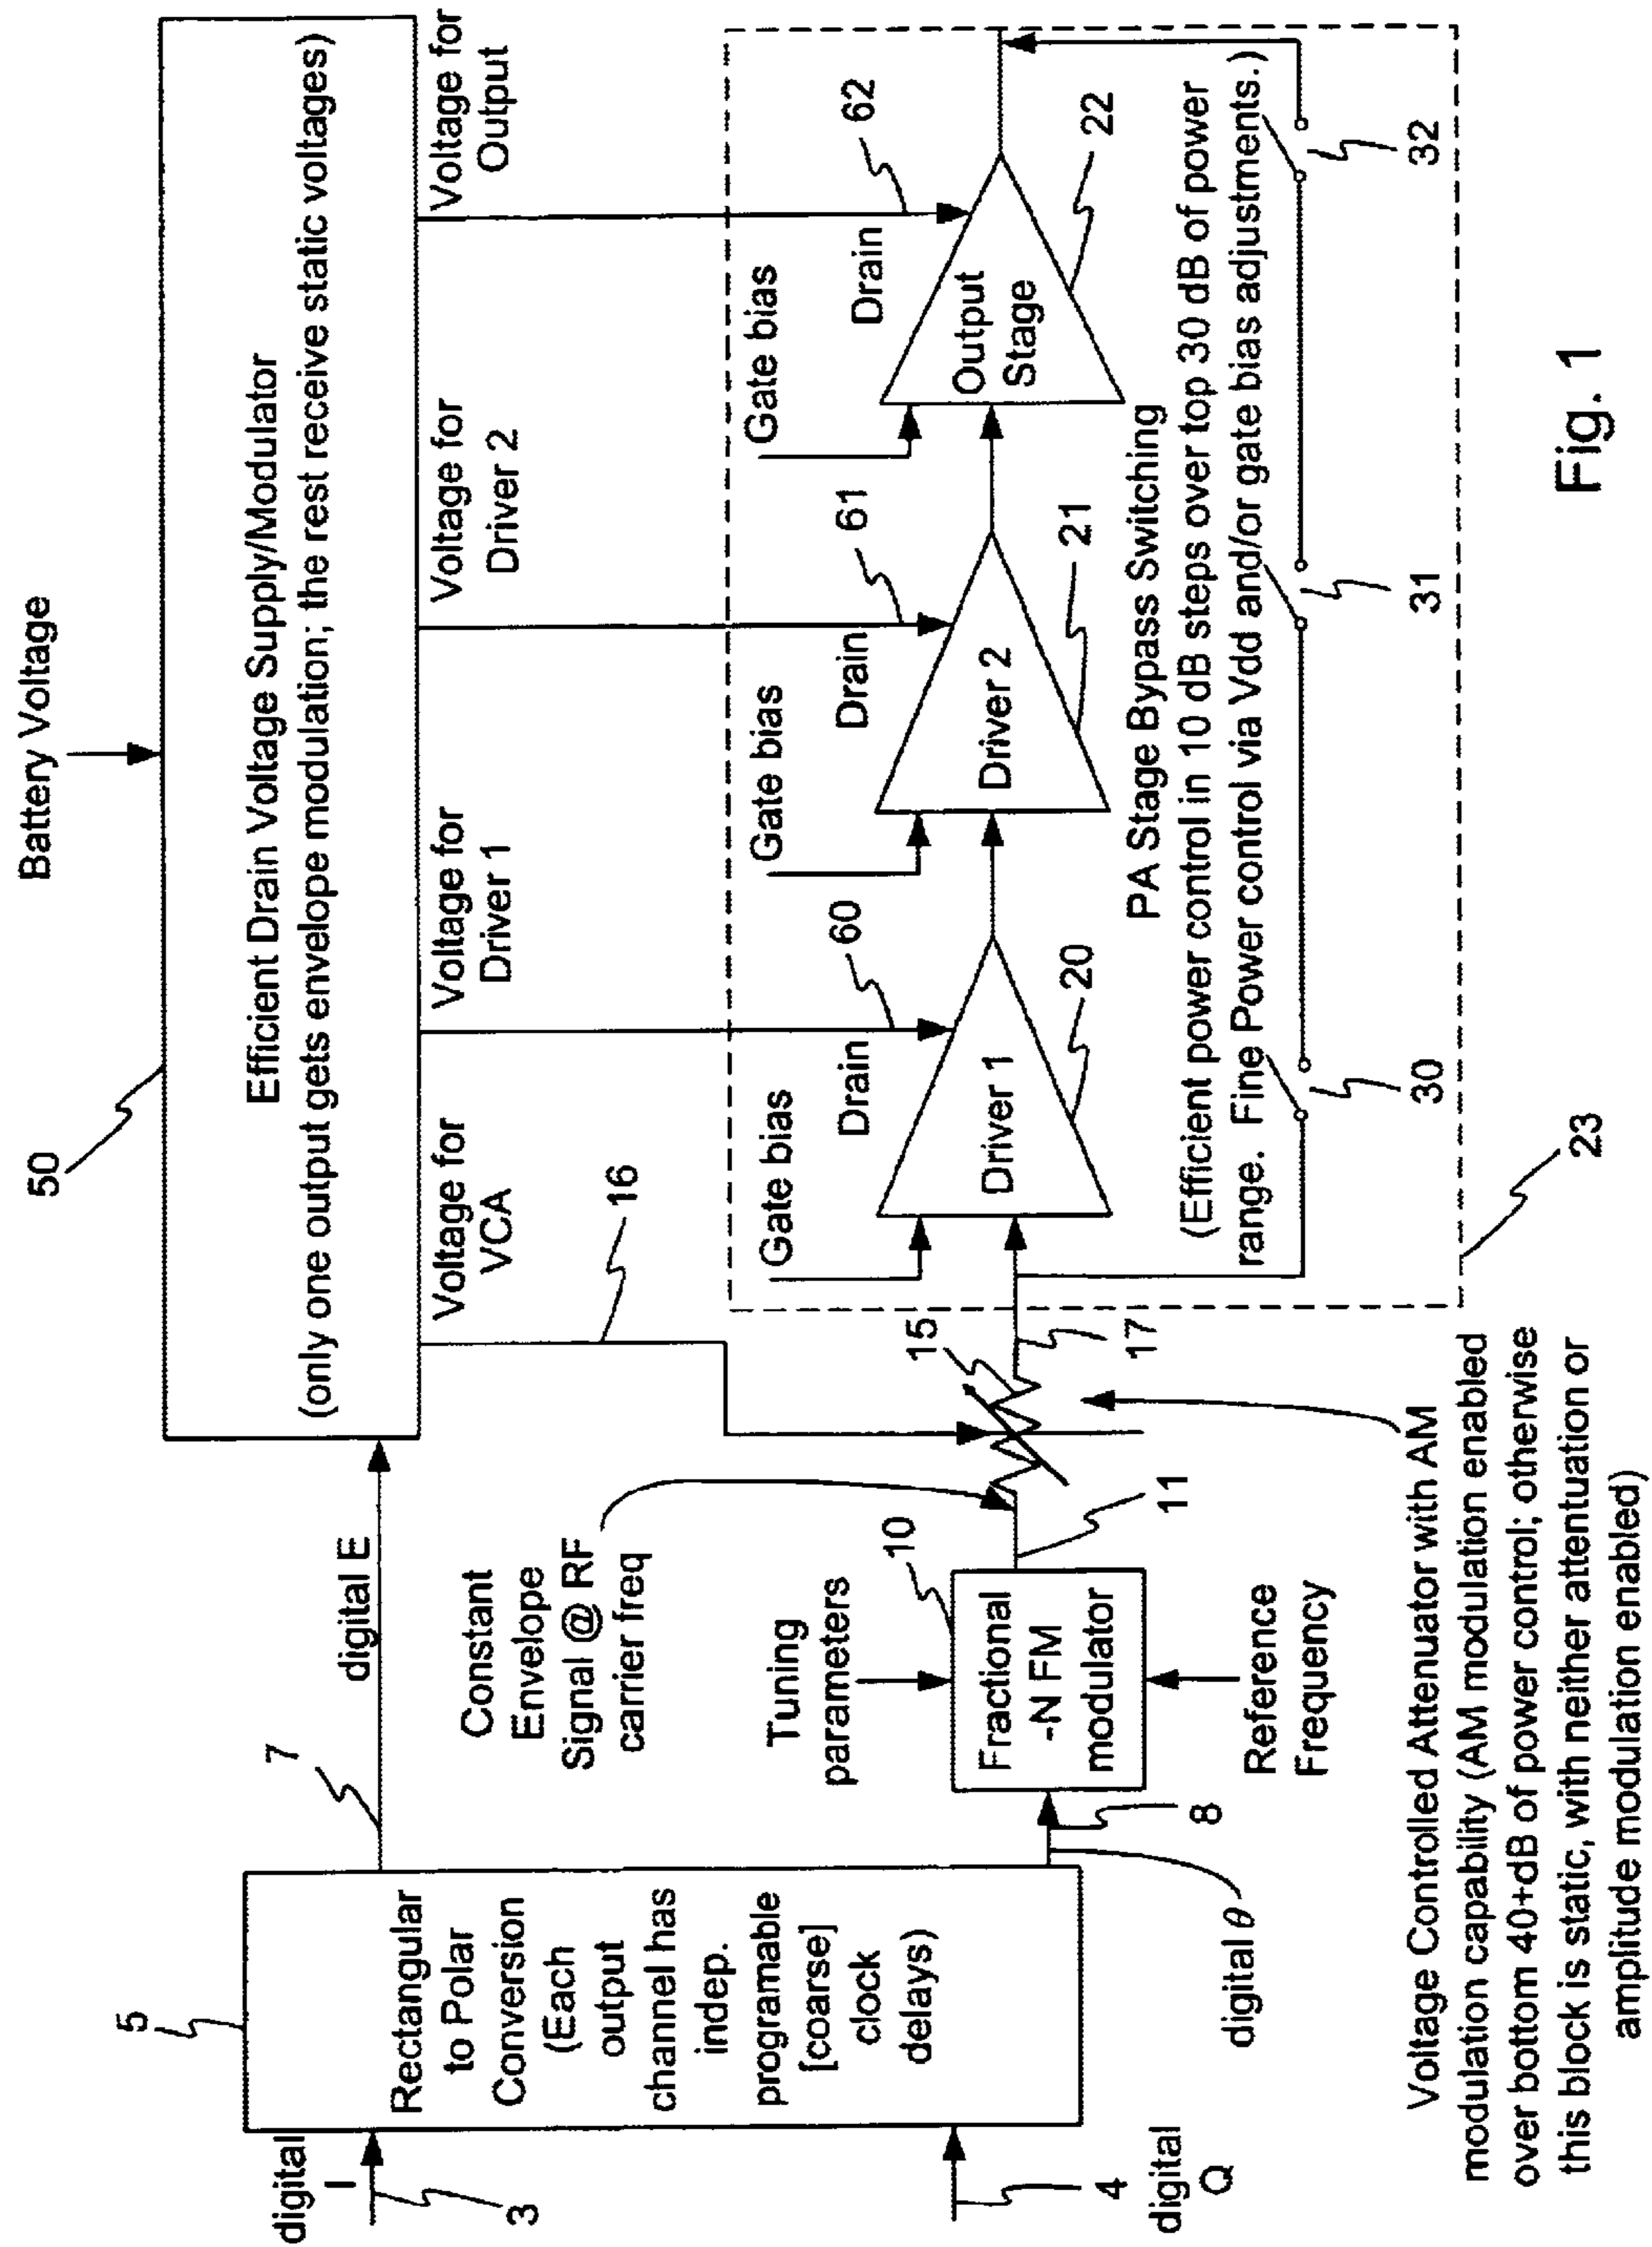 Battery Voltage
50
Efficient Drain Voltage Supply/Modulator
(only one output gets envelope modulation; the rest receive static voltages)
digital E
7
Voltage for
VCA
16
Voltage for
Driver 1
Voltage for
Driver 2
Voltage for
Output
5
digital
I
3
4
digital
Q
Rectangular
to Polar
Conversion
(Each
output
channel has
indep.
programable
[coarse]
clock
delays)
digital θ
8
Constant
Envelope
Signal @ RF
carrier freq
Tuning
parameters
10
Fractional
-N FM
modulator
Reference
Frequency
11
15
17
Gate bias
Drain
60
Driver 1
20
Gate bias
Drain
61
Driver 2
21
Gate bias
Drain
62
Output
Stage
22
PA Stage Bypass Switching
(Efficient power control in 10 dB steps over top 30 dB of power
range. Fine Power control via Vdd and/or gate bias adjustments.)
30
31
32
23
Voltage Controlled Attenuator with AM
modulation capability (AM modulation enabled
over bottom 40+dB of power control; otherwise
this block is static, with neither attentuation or
amplitude modulation enabled)
Fig. 1